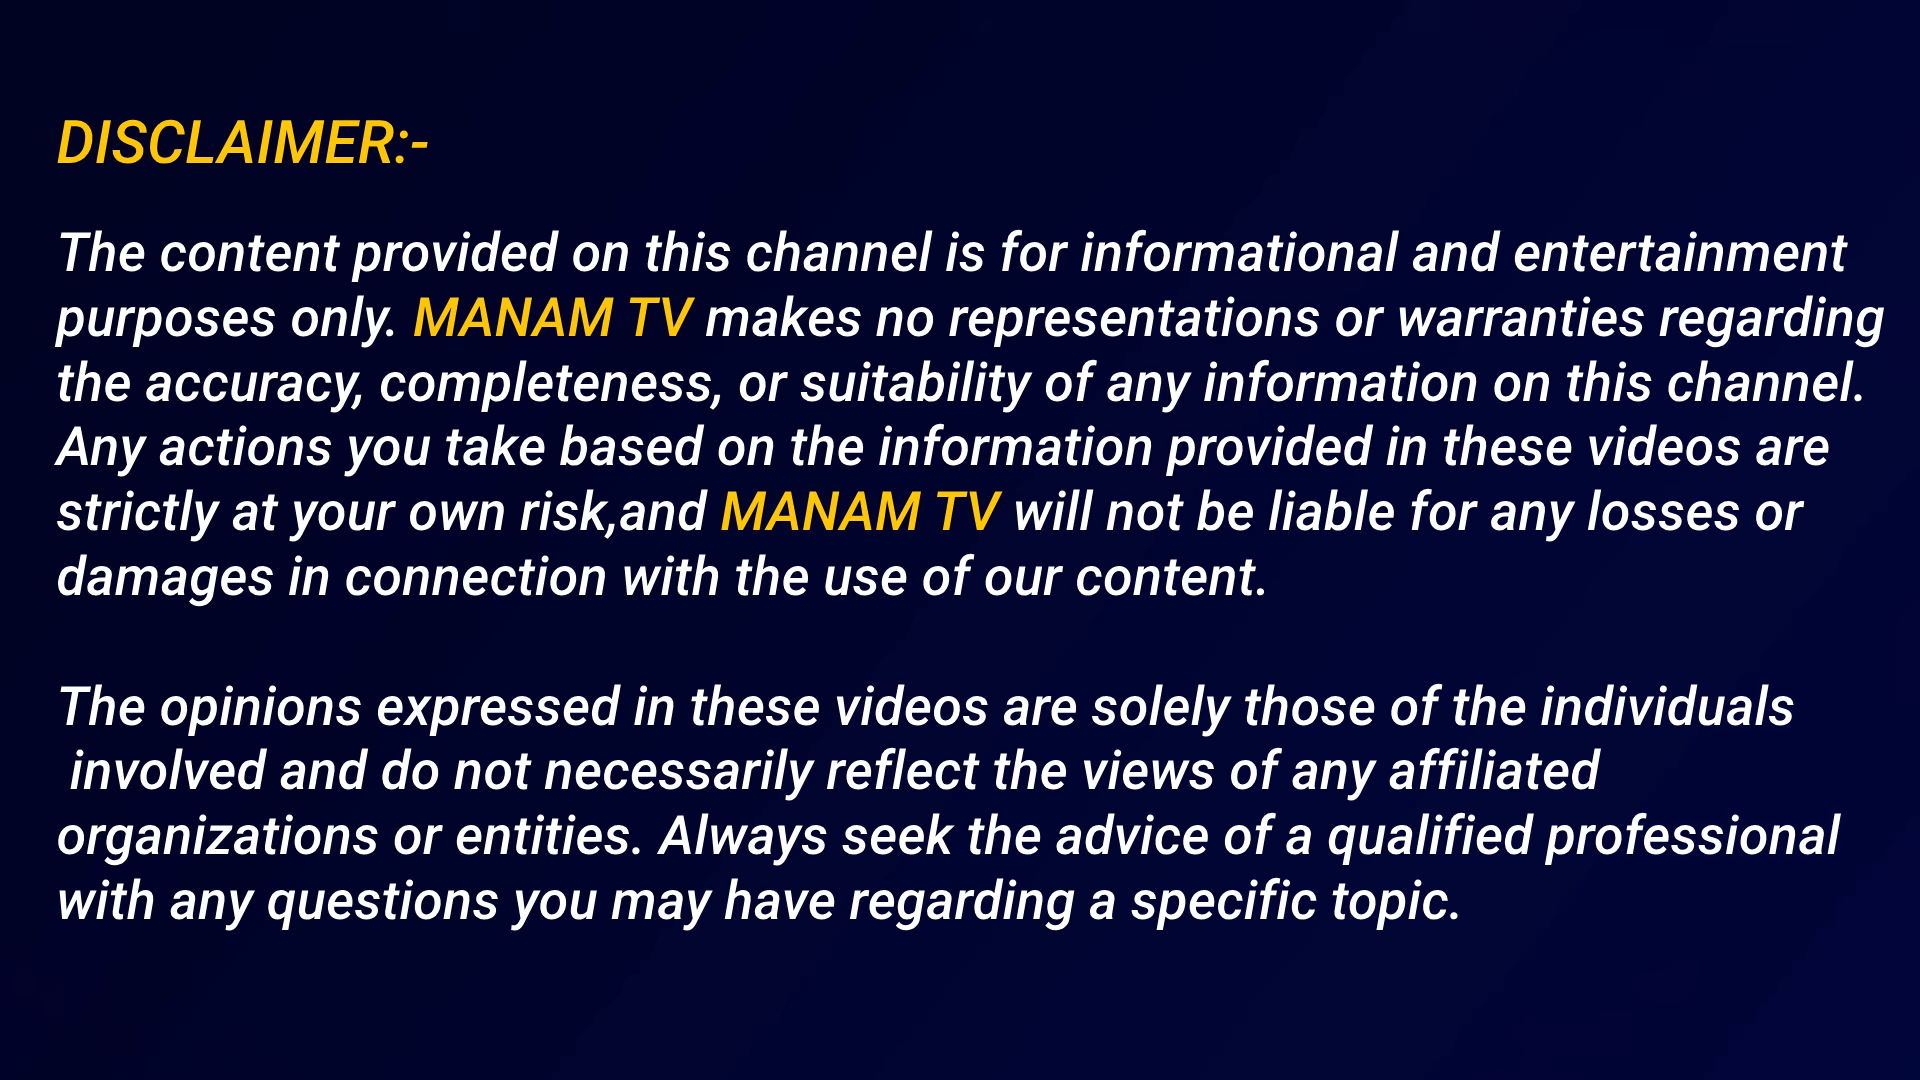 DISCLAIMER:-
The content provided on this channel is for informational and entertainment
purposes only. MANAM TV makes no representations or warranties regarding
the accuracy, completeness, or suitability of any information on this channel.
Any actions you take based on the information provided in these videos are
strictly at your own risk,and MANAM TV will not be liable for any losses or
damages in connection with the use of our content.
The opinions expressed in these videos are solely those of the individuals
involved and do not necessarily reflect the views of any affiliated
organizations or entities. Always seek the advice of a qualified professional
with any questions you may have regarding a specific topic.